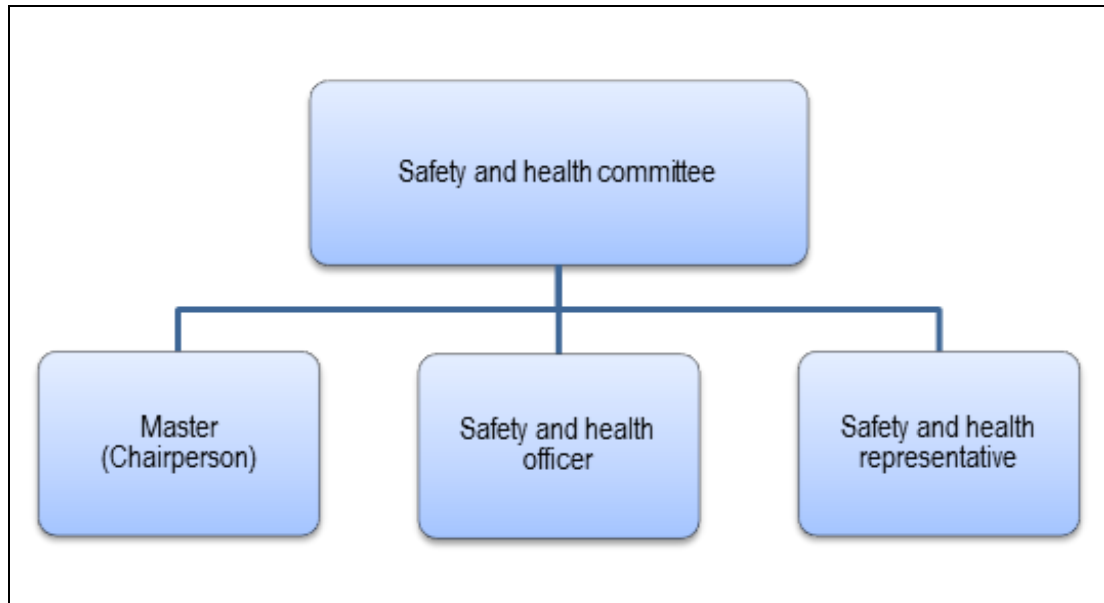 Safety and health committee
Master
(Chairperson)
Safety and health
officer
Safety and health
representative